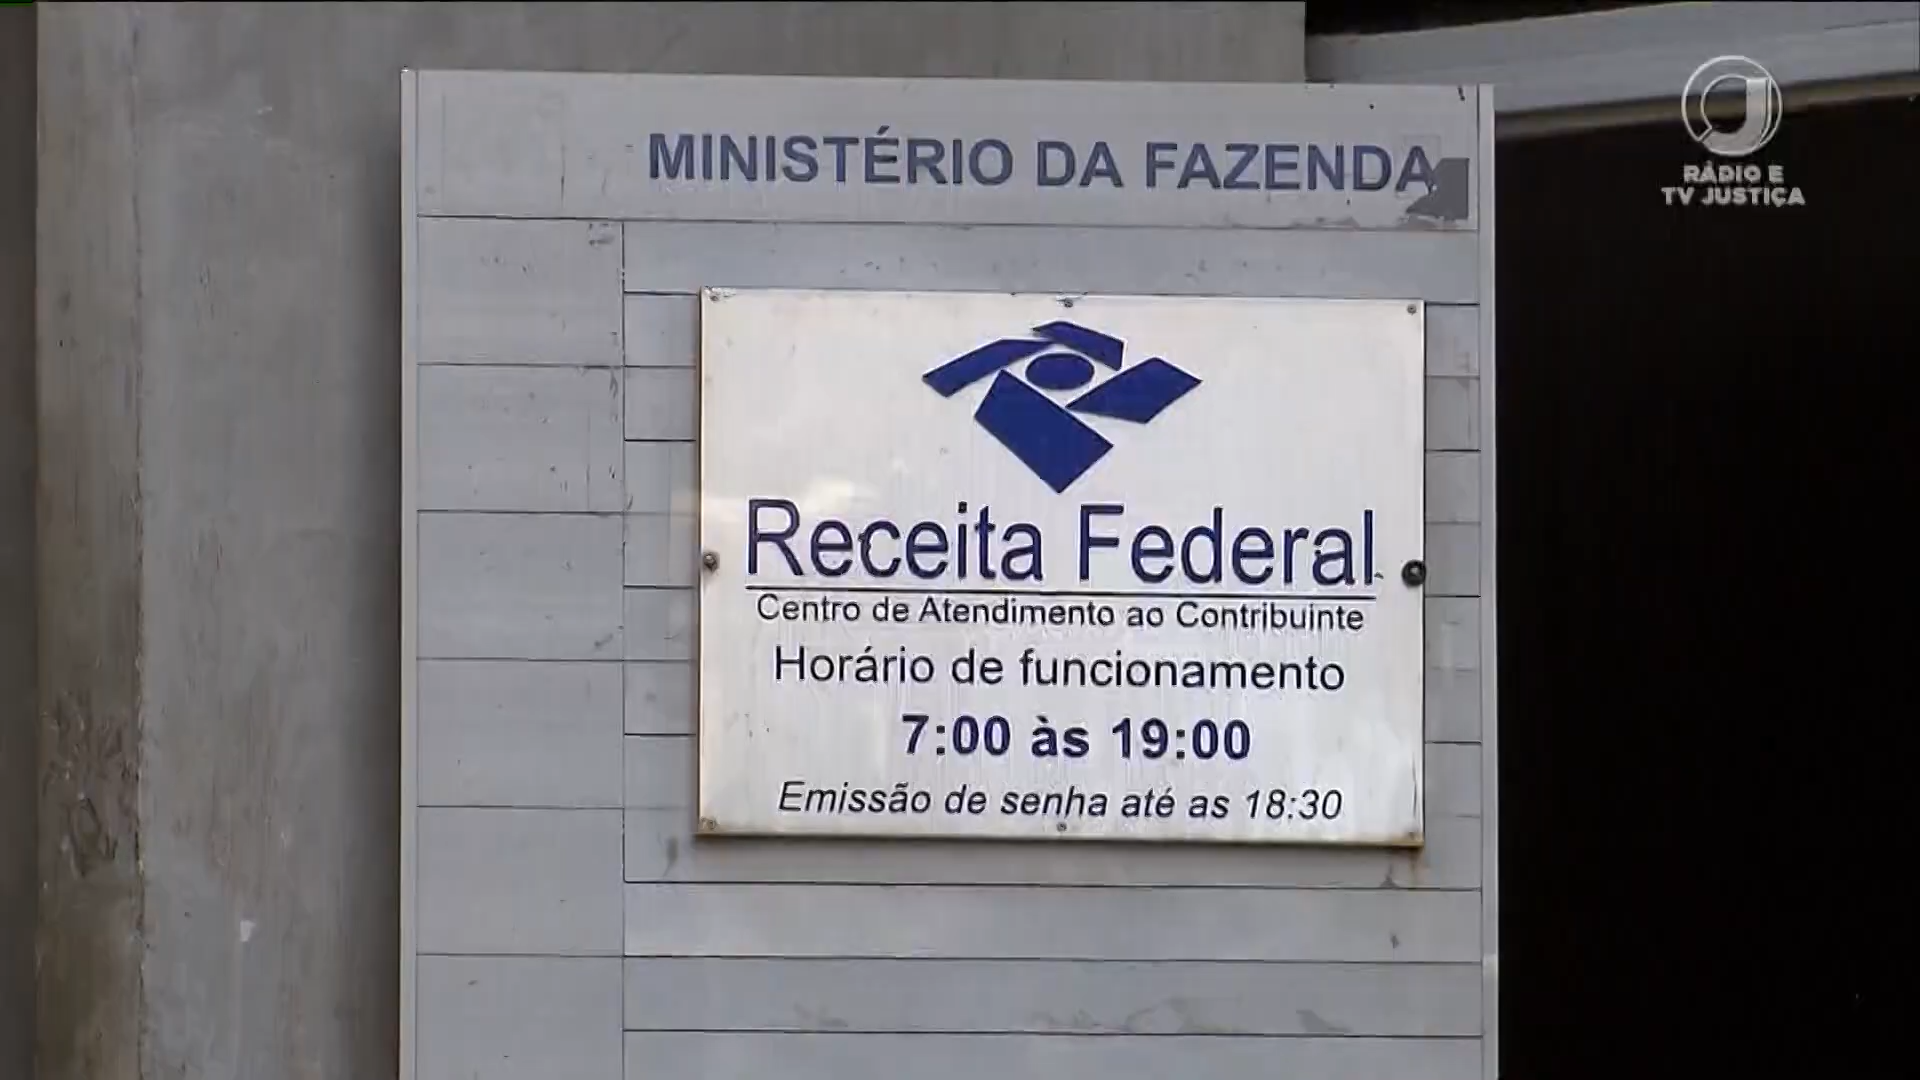 MINISTÉRIO DA FAZENDA
RÁDIO E
TV JUSTIÇA
Receita Federal
Centro de Atendimento ao Contribuinte
Horário de funcionamento
7:00 às 19:00
Emissão de senha até as 18:30